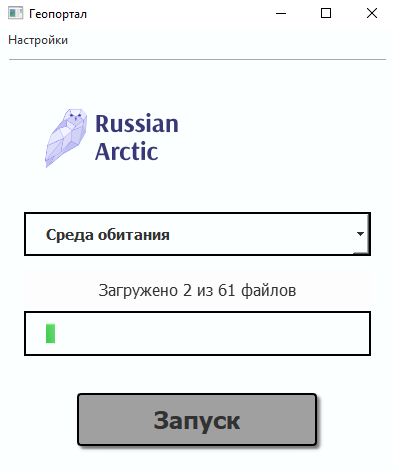 Геопортал
Настройки
Russian
Arctic
Среда обитания
Загружено 2 из 61 файлов
Запуск